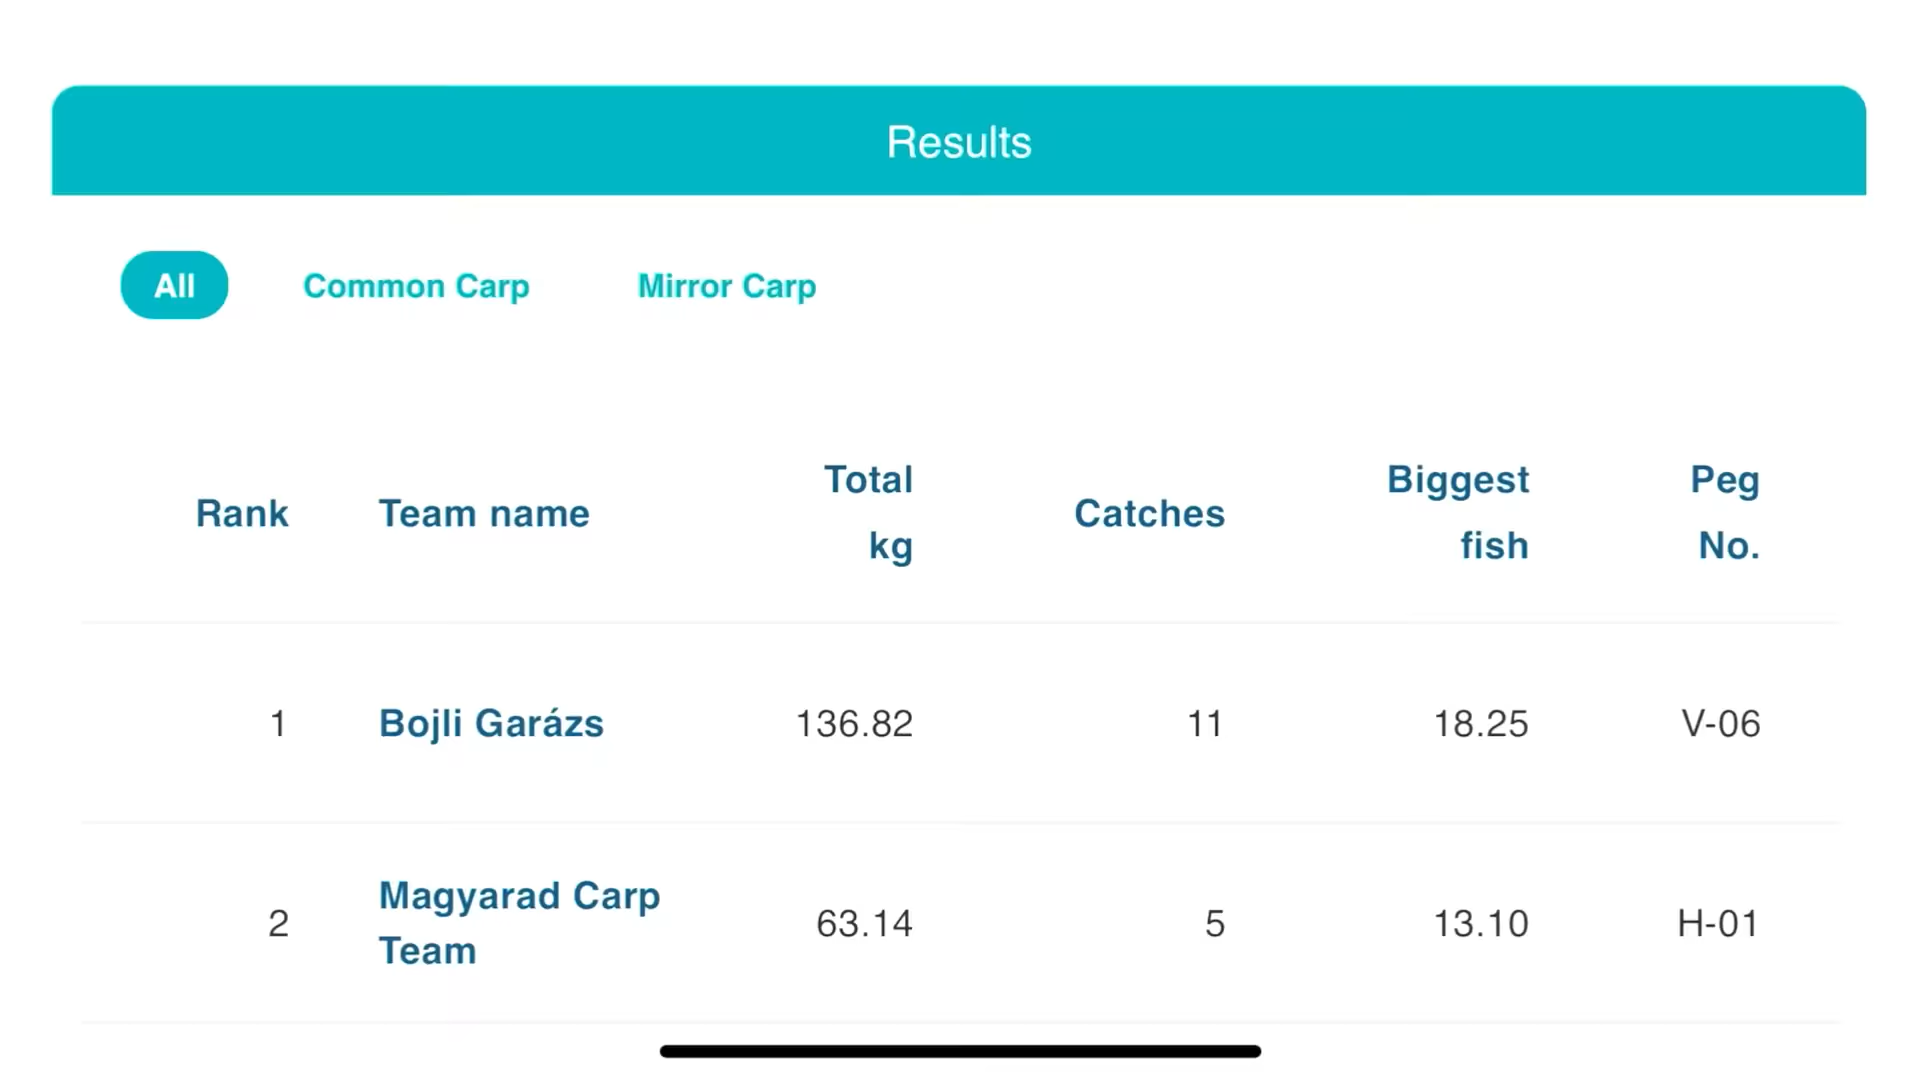 Results
All Common Carp Mirror Carp
Rank Team name Total kg Catches Biggest fish Peg No.
1 Bojli Garázs 136.82 11 18.25 V-06
2 Magyarad Carp Team 63.14 5 13.10 H-01